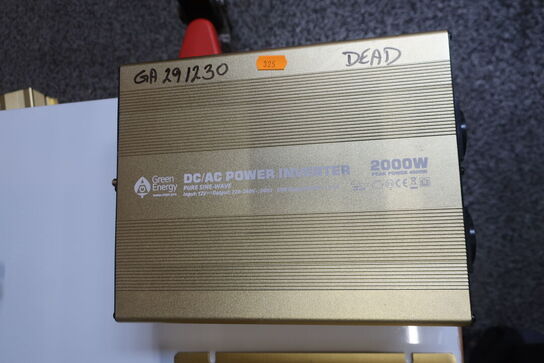 GA 291230
325
DEAD
Green
Energy
DC/AC POWER INVERTER
PURE SINE-WAVE
2000W
PEAK POWER 4000W